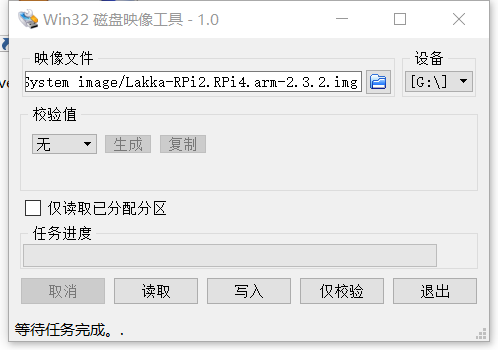 Win32 磁盘映像工具 - 1.0
映像文件
设备
System image/Lakka-RPi2.RPi4.arm-2.3.2.img
[G:\]
校验值
无
生成
复制
仅读取已分配分区
任务进度
取消
读取
写入
仅校验
退出
等待任务完成。.